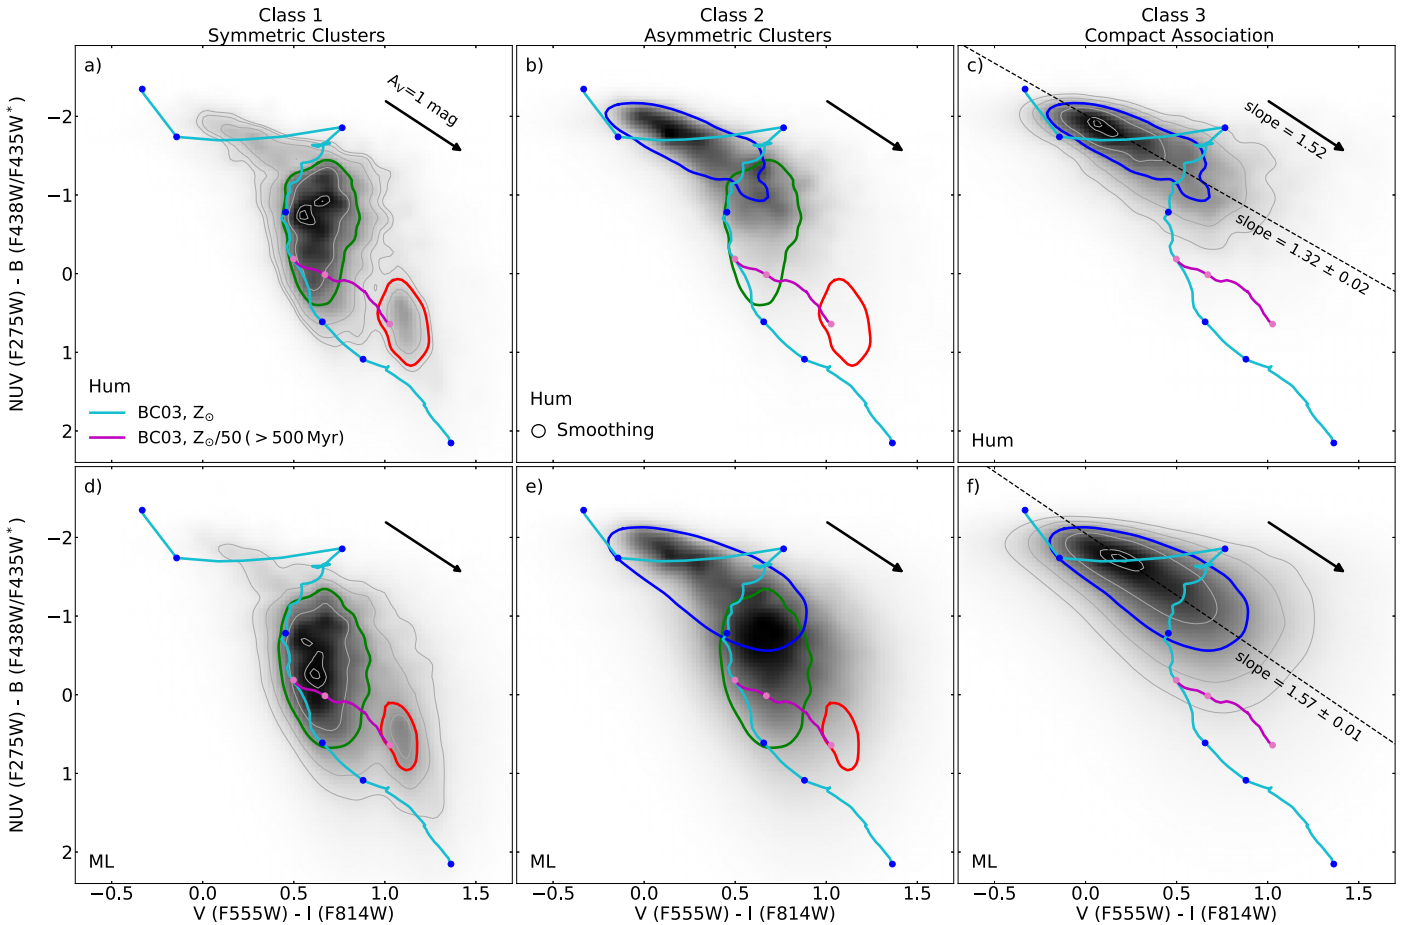 Class 1
Symmetric Clusters
Class 2
Asymmetric Clusters
Class 3
Compact Association
NUV (F275W) - B (F438W/F435W*)
a)
A_V=1 mag
−2
−1
0
1
2
Hum
BC03, Z⊙
BC03, Z⊙/50 (> 500 Myr)
b)
Hum
Smoothing
c)
slope = 1.52
slope = 1.32 ± 0.02
Hum
NUV (F275W) - B (F438W/F435W*)
d)
−2
−1
0
1
2
ML
e)
ML
f)
slope = 1.57 ± 0.01
ML
−0.5 0.0 0.5 1.0 1.5
−0.5 0.0 0.5 1.0
−0.5 0.0 0.5 1.0 1.5
V (F555W) - I (F814W)
V (F555W) - I (F814W)
V (F555W) - I (F814W)